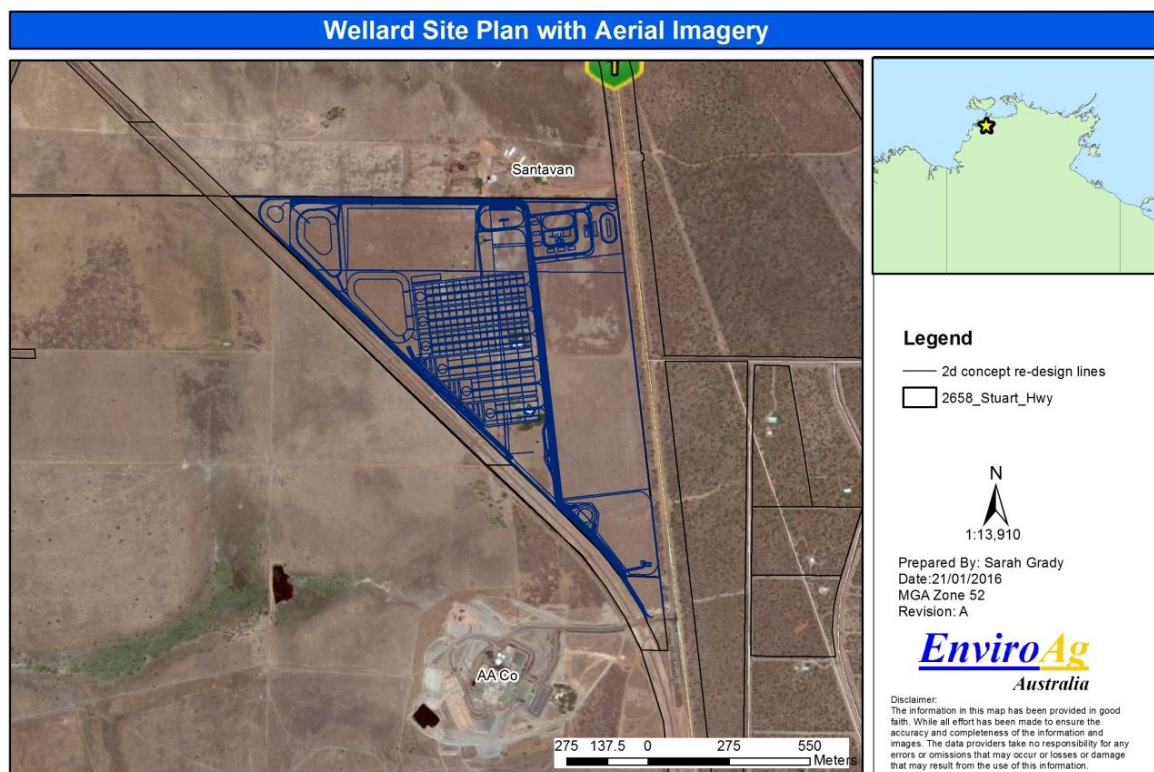 Wellard Site Plan with Aerial Imagery
1
Santavan
AA Co
275 137.5 0 275 550
Meters
Legend
2d concept re-design lines
2658_Stuart_Hwy
N
1:13,910
Prepared By: Sarah Grady
Date:21/01/2016
MGA Zone 52
Revision: A
EnviroAg
Australia
Disclaimer:
The information in this map has been provided in good
faith. While all effort has been made to ensure the
accuracy and completeness of the information and
images. The data providers take no responsibility for any
errors or omissions that may occur or losses or damage
that may result from the use of this information.